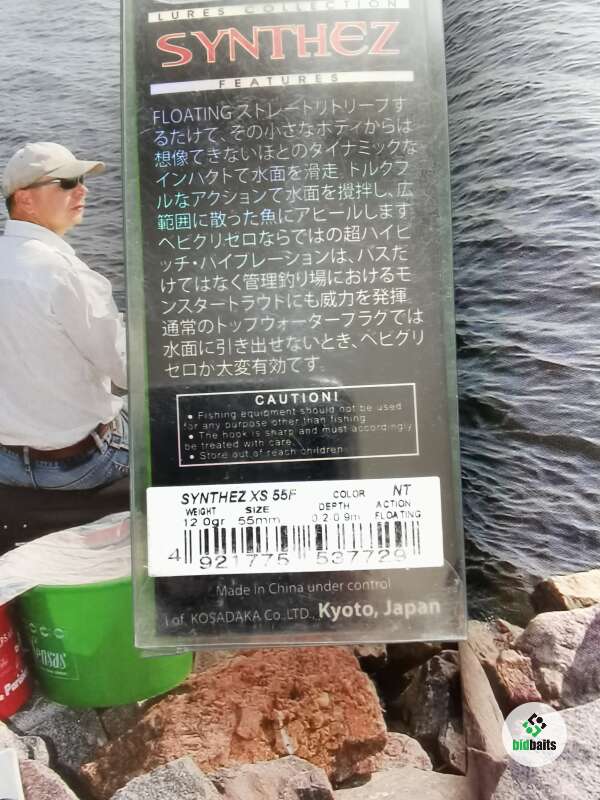 LURES COLLECTION
SYNTHEZ
FEATURES
FLOATING ストレートリトリーブす
るだけで、その小さなボディからは
想像できないほどのダイナミックな
インパクトで水面を滑走 トルクフ
ルなアクションで水面を攪拌し、広
範囲に散った魚にアピールします
ヘビクリゼロならではの超ハイピ
ッチ・バイブレーションは、バスだ
けではなく管理釣り場におけるモ
ンスタートラウトにも威力を発揮
通常のトップウォータープラグでは
水面に引き出せないとき、ヘビクリ
ゼロが大変有効です
CAUTION!
• Fishing equipment should not be used
for any purpose other than fishing
• The hook is sharp and must accordingly
be treated with care.
• Store out of reach children
SYNTHEZ XS 55F COLOR NT
WEIGHT SIZE DEPTH ACTION
12.0gr 55mm 0.2-0.9m FLOATING
4 921775 537729
Made in China under control
of KOSADAKA Co.LTD., Kyoto, Japan
bidbaits